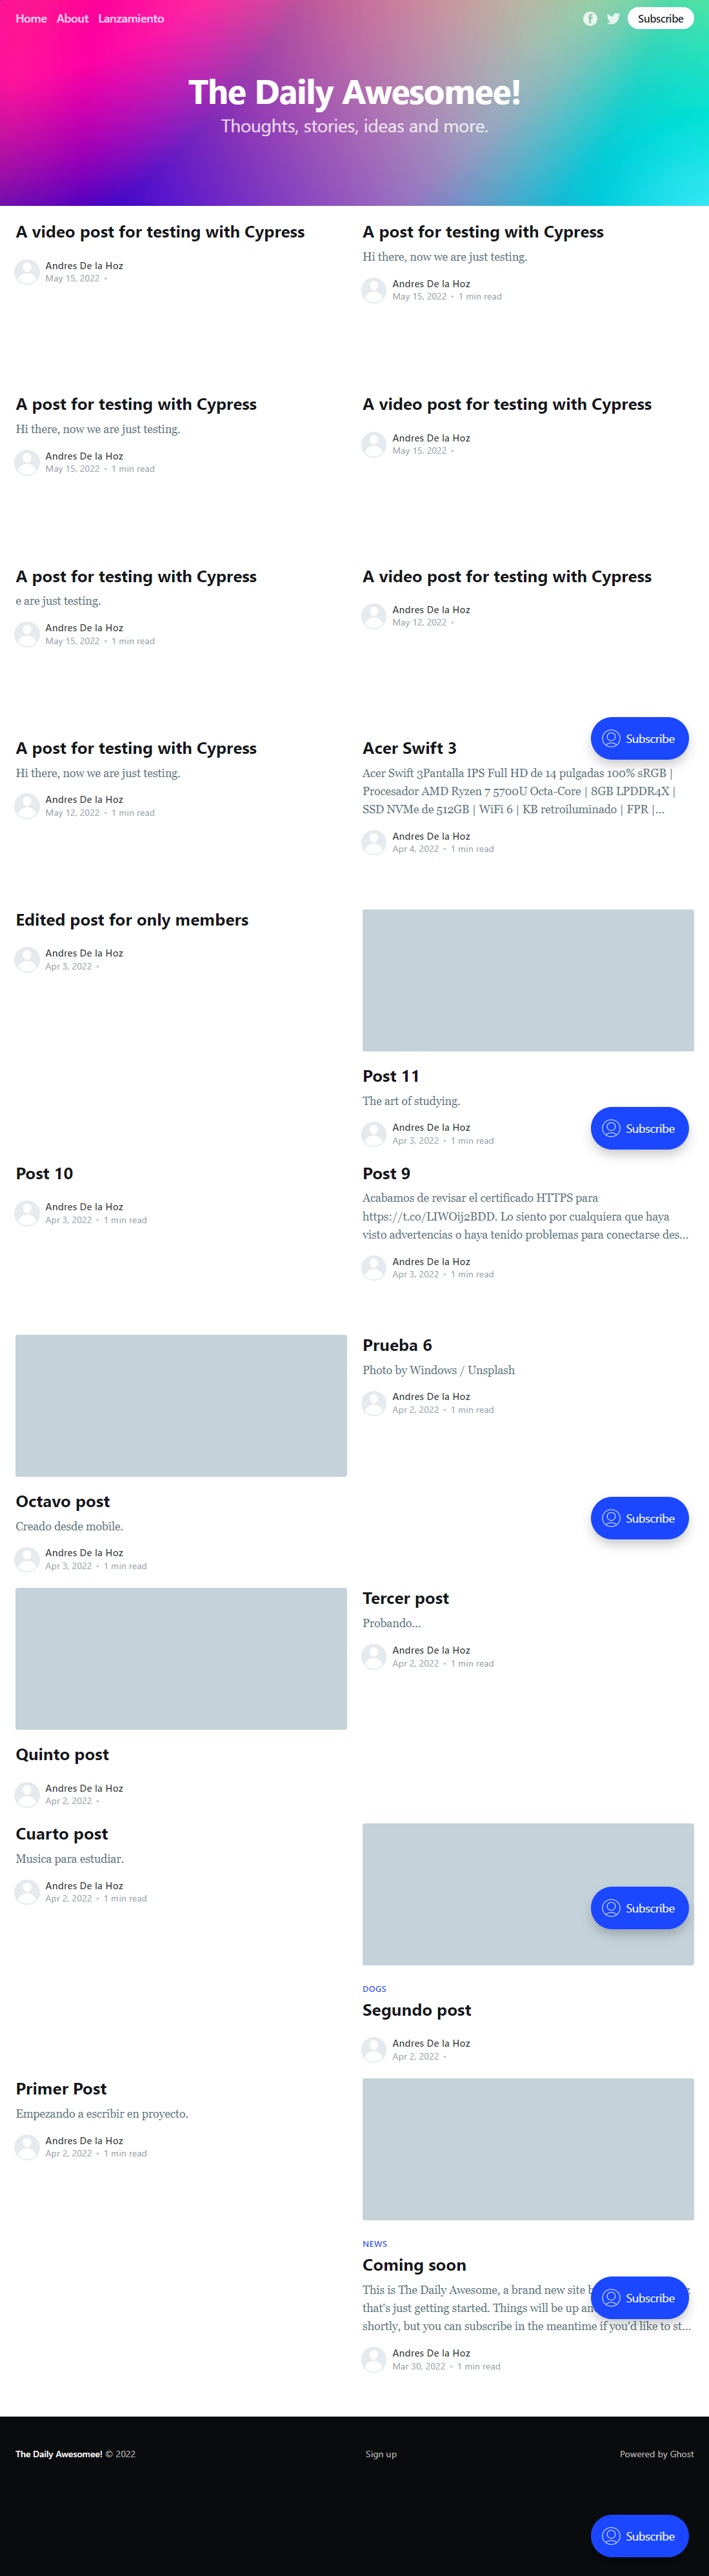 Home About Lanzamiento
Subscribe
The Daily Awesomee!
Thoughts, stories, ideas and more.
A video post for testing with Cypress
Andres De la Hoz
May 15, 2022 •
A post for testing with Cypress
Hi there, now we are just testing.
Andres De la Hoz
May 15, 2022 • 1 min read
A post for testing with Cypress
Hi there, now we are just testing.
Andres De la Hoz
May 15, 2022 • 1 min read
A video post for testing with Cypress
Andres De la Hoz
May 15, 2022 •
A post for testing with Cypress
e are just testing.
Andres De la Hoz
May 15, 2022 • 1 min read
A video post for testing with Cypress
Andres De la Hoz
May 12, 2022 •
Subscribe
A post for testing with Cypress
Hi there, now we are just testing.
Andres De la Hoz
May 12, 2022 • 1 min read
Acer Swift 3
Acer Swift 3Pantalla IPS Full HD de 14 pulgadas 100% sRGB |
Procesador AMD Ryzen 7 5700U Octa-Core | 8GB LPDDR4X |
SSD NVMe de 512GB | WiFi 6 | KB retroiluminado | FPR |...
Andres De la Hoz
Apr 4, 2022 • 1 min read
Edited post for only members
Andres De la Hoz
Apr 3, 2022 •
Post 11
The art of studying.
Andres De la Hoz
Apr 3, 2022 • 1 min read
Subscribe
Post 10
Andres De la Hoz
Apr 3, 2022 • 1 min read
Post 9
Acabamos de revisar el certificado HTTPS para
https://t.co/LIWOij2BDD. Lo siento por cualquiera que haya
visto advertencias o haya tenido problemas para conectarse des...
Andres De la Hoz
Apr 3, 2022 • 1 min read
Octavo post
Creado desde mobile.
Andres De la Hoz
Apr 3, 2022 • 1 min read
Prueba 6
Photo by Windows / Unsplash
Andres De la Hoz
Apr 2, 2022 • 1 min read
Subscribe
Quinto post
Andres De la Hoz
Apr 2, 2022 •
Tercer post
Probando...
Andres De la Hoz
Apr 2, 2022 • 1 min read
Cuarto post
Musica para estudiar.
Andres De la Hoz
Apr 2, 2022 • 1 min read
Subscribe
DOGS
Segundo post
Andres De la Hoz
Apr 2, 2022 •
Primer Post
Empezando a escribir en proyecto.
Andres De la Hoz
Apr 2, 2022 • 1 min read
NEWS
Coming soon
This is The Daily Awesome, a brand new site
that's just getting started. Things will be up
shortly, but you can subscribe in the meantime if you'd like to st...
Subscribe
Andres De la Hoz
Mar 30, 2022 • 1 min read
The Daily Awesomee! © 2022
Sign up
Powered by Ghost
Subscribe